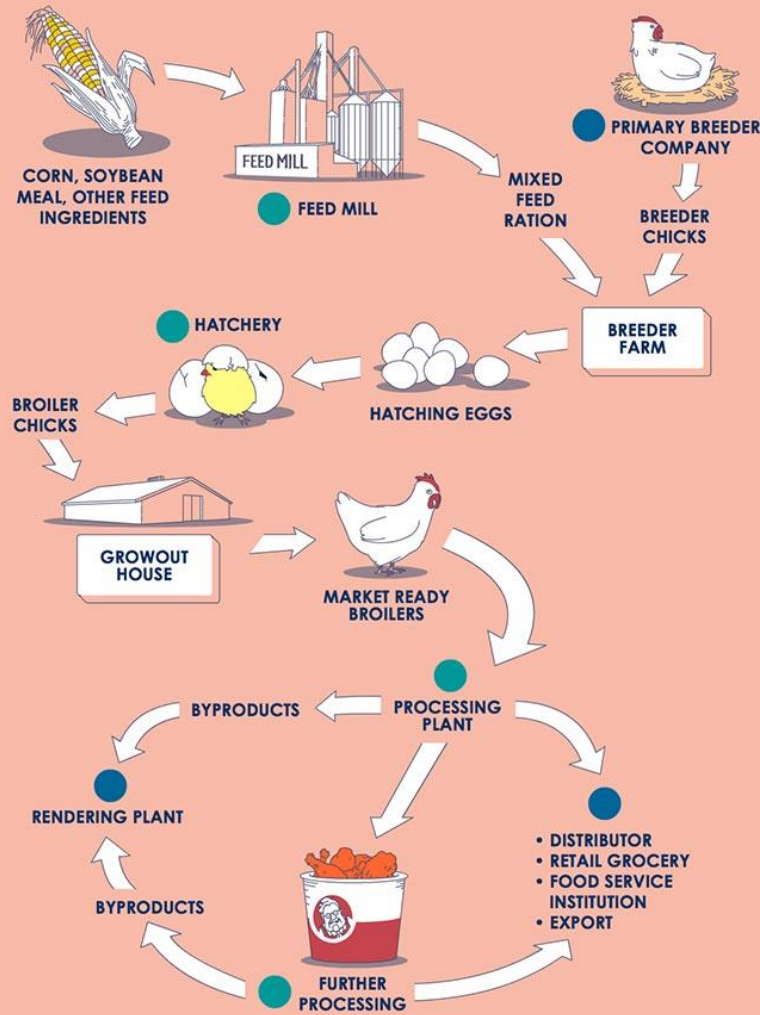 FEED MILL
CORN, SOYBEAN
MEAL, OTHER FEED
INGREDIENTS
FEED MILL
PRIMARY BREEDER
COMPANY
MIXED
FEED
RATION
BREEDER
CHICKS
BREEDER
FARM
HATCHERY
HATCHING EGGS
BROILER
CHICKS
GROWOUT
HOUSE
MARKET READY
BROILERS
PROCESSING
PLANT
BYPRODUCTS
RENDERING PLANT
• DISTRIBUTOR
• RETAIL GROCERY
• FOOD SERVICE
INSTITUTION
• EXPORT
BYPRODUCTS
FURTHER
PROCESSING